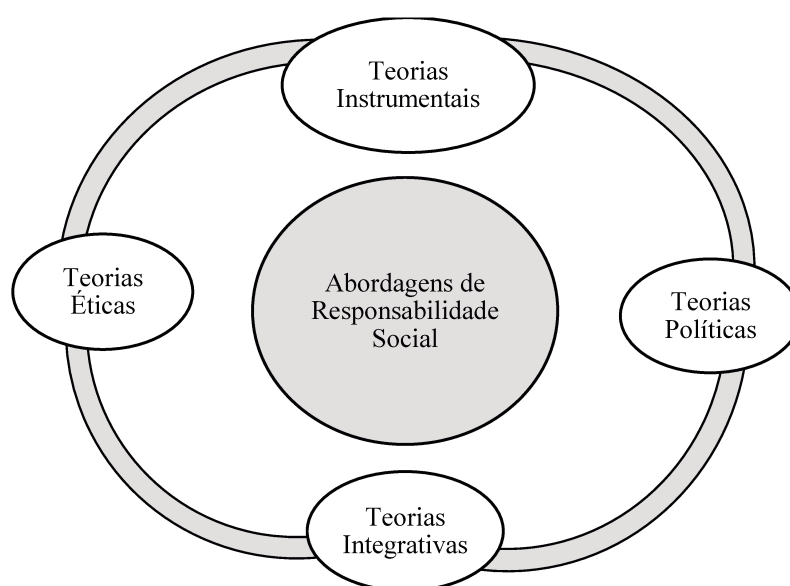 Teorias
Instrumentais
Teorias
Éticas
Abordagens de
Responsabilidade
Social
Teorias
Políticas
Teorias
Integrativas